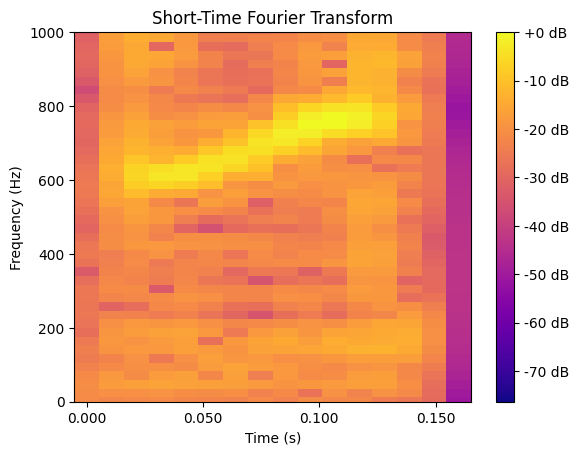 Short-Time Fourier Transform
Frequency (Hz)
1000
800
600
400
200
0
0.000 0.050 0.100 0.150
Time (s)
+0 dB
-10 dB
-20 dB
-30 dB
-40 dB
-50 dB
-60 dB
-70 dB